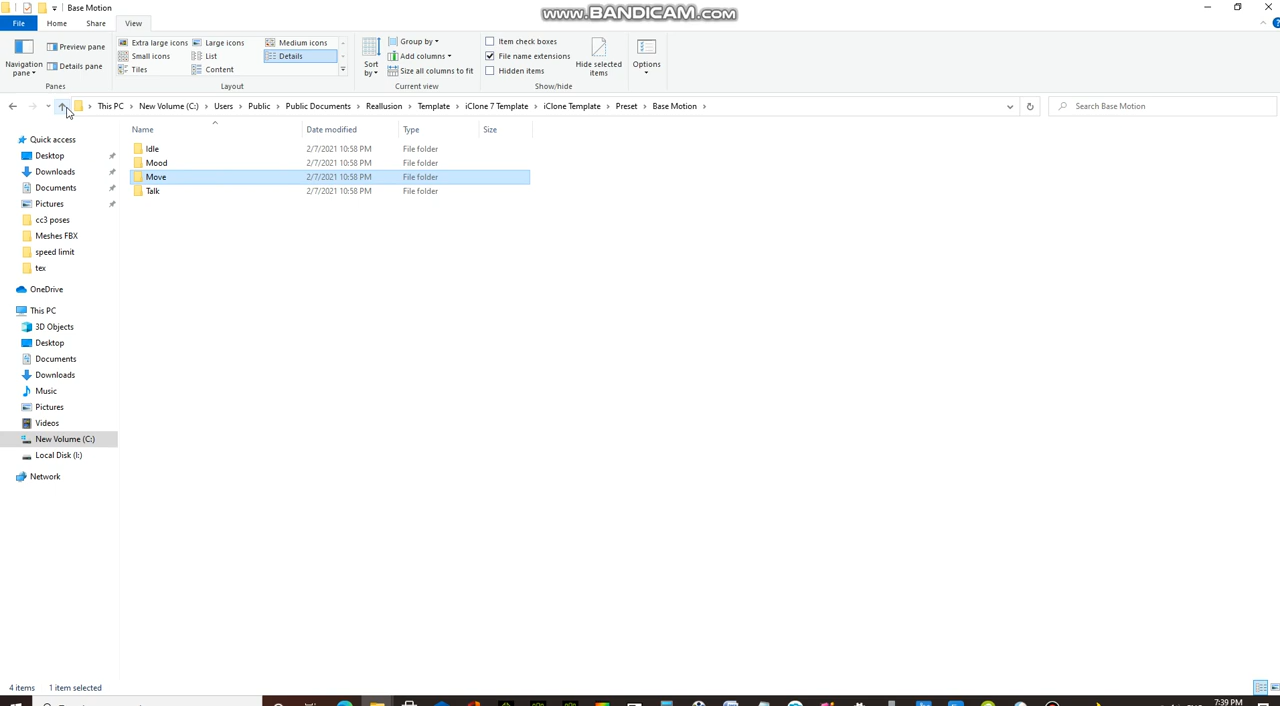 Base Motion
www.BANDICAM.com
File Home Share View
Navigation pane
Preview pane
Details pane
Panes
Extra large icons Large icons Medium icons
Small icons List Details
Tiles Content
Layout
Sort by
Group by
Add columns
Size all columns to fit
Current view
Item check boxes
File name extensions
Hidden items
Hide selected items
Show/hide
Options
This PC > New Volume (C:) > Users > Public > Public Documents > Reallusion > Template > iClone 7 Template > iClone Template > Preset > Base Motion >
Search Base Motion
Name Date modified Type Size
Idle 2/7/2021 10:58 PM File folder
Mood 2/7/2021 10:58 PM File folder
Move 2/7/2021 10:58 PM File folder
Talk 2/7/2021 10:58 PM File folder
Quick access
Desktop
Downloads
Documents
Pictures
cc3 poses
Meshes FBX
speed limit
tex
OneDrive
This PC
3D Objects
Desktop
Documents
Downloads
Music
Pictures
Videos
New Volume (C:)
Local Disk (I:)
Network
4 items 1 item selected
7:39 PM